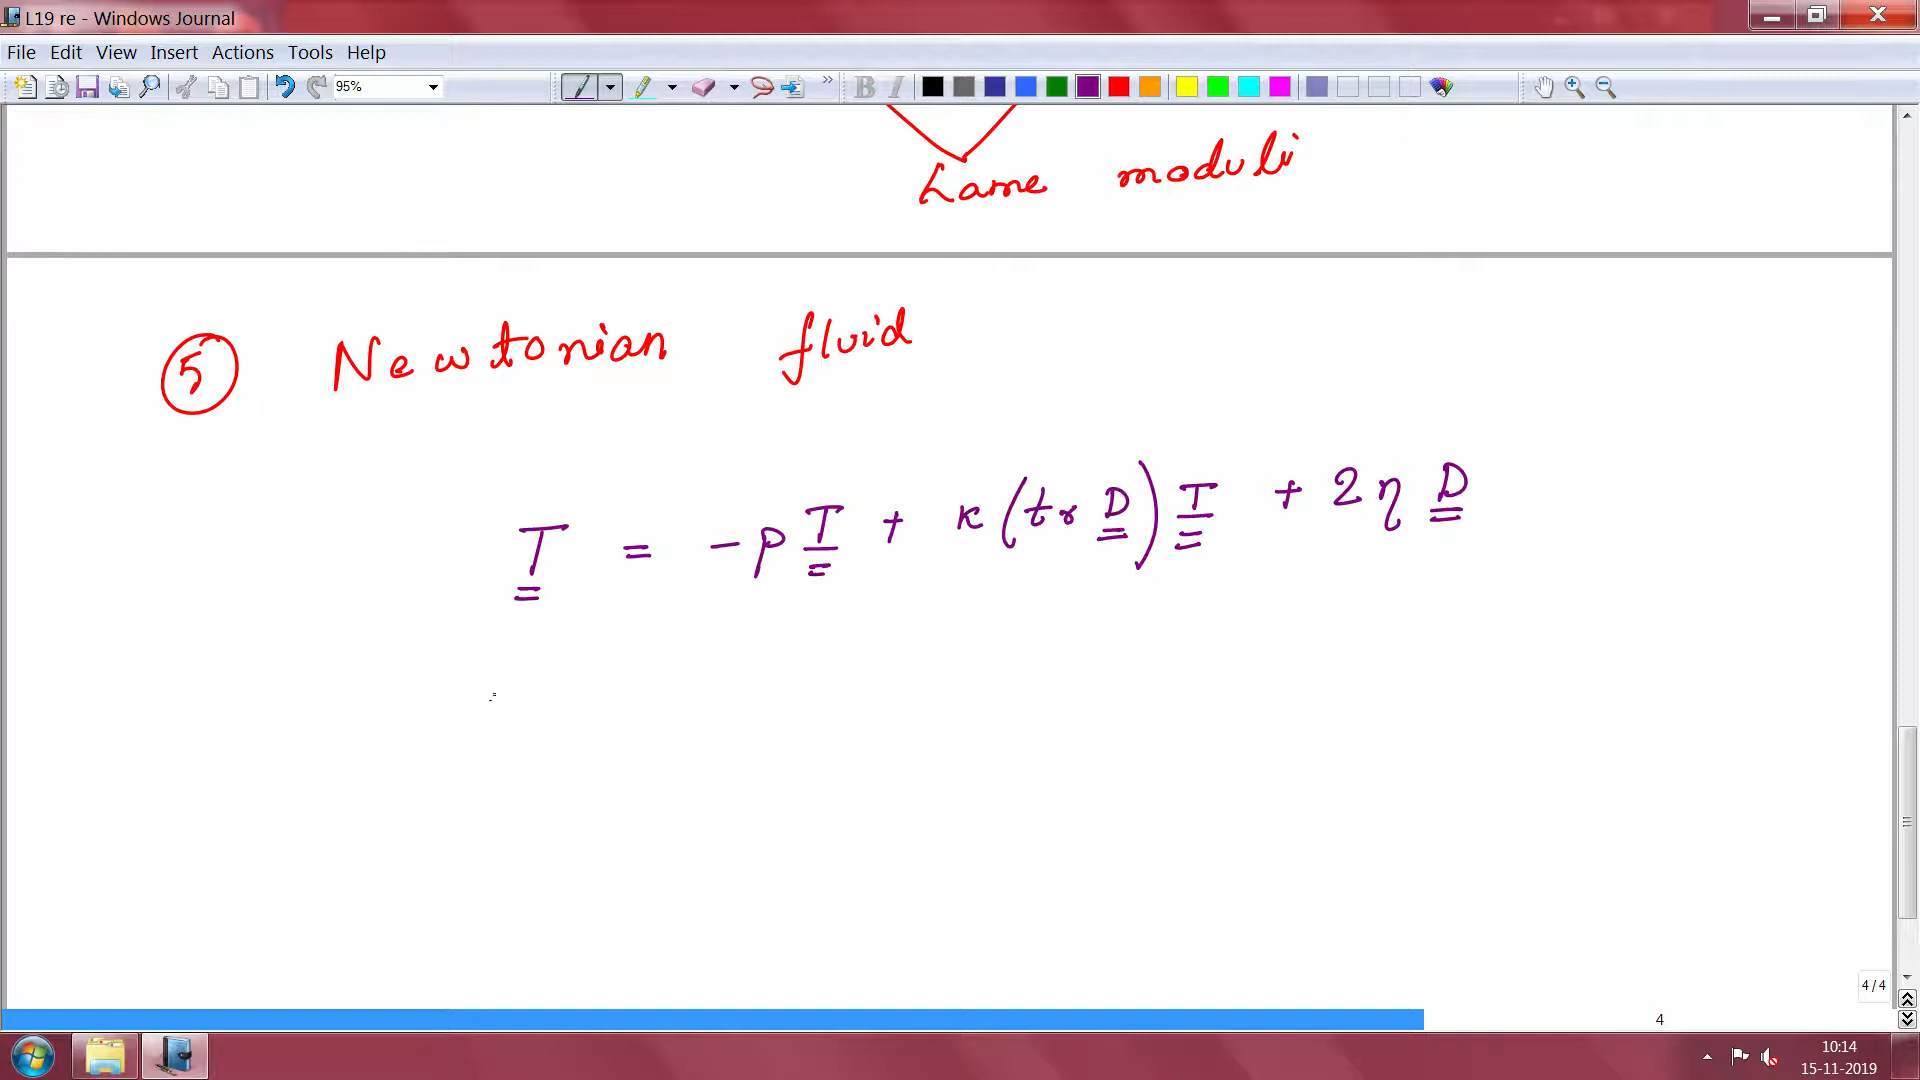 L19 re - Windows Journal
File Edit View Insert Actions Tools Help
95% B I
Lame moduli
5 Newtonian fluid
T = -p I + κ (tr D) I + 2 η D
4 / 4
4
10:14
15-11-2019